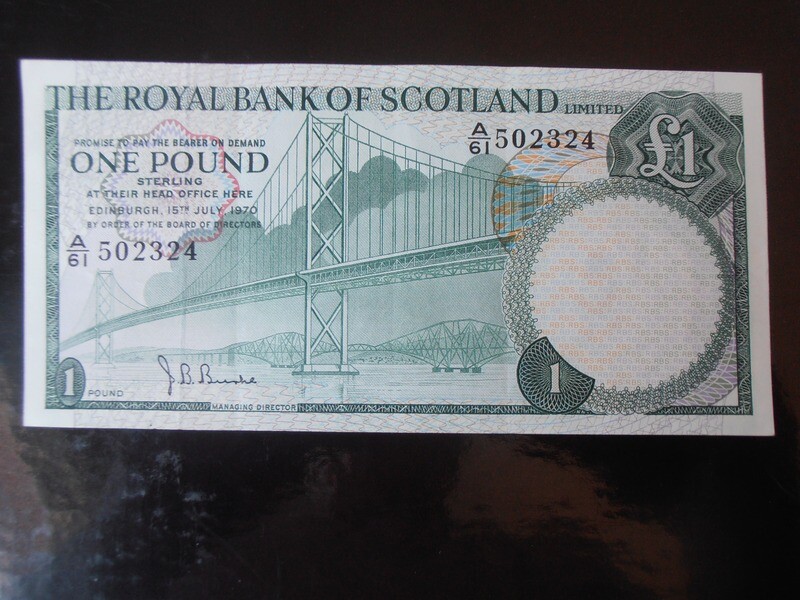 THE ROYAL BANK OF SCOTLAND LIMITED
PROMISE TO PAY THE BEARER ON DEMAND
ONE POUND
STERLING
AT THEIR HEAD OFFICE HERE
EDINBURGH, 15TH JULY, 1970
BY ORDER OF THE BOARD OF DIRECTORS
A/61 502324
A/61 502324
£1
1
POUND
J. B. Burke
MANAGING DIRECTOR
1